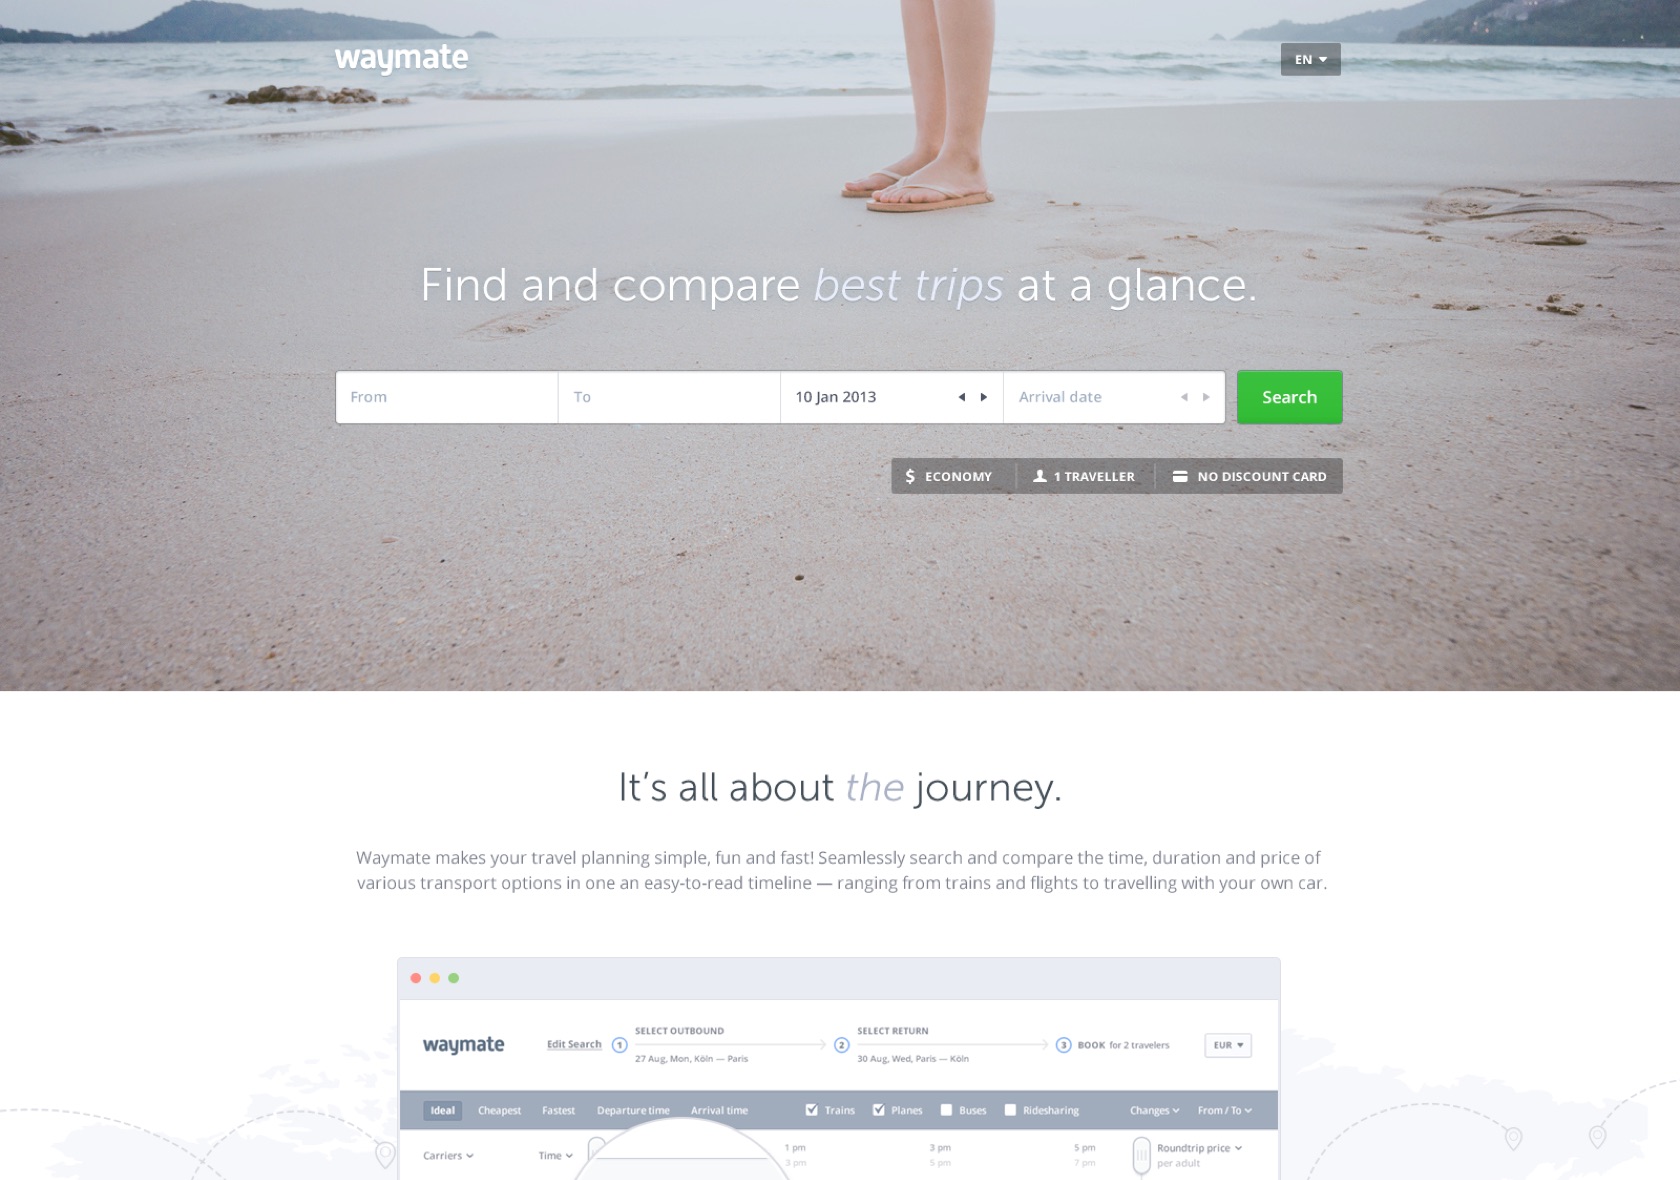 waymate
EN
Find and compare best trips at a glance.
From
To
10 Jan 2013
Arrival date
Search
$ ECONOMY
1 TRAVELLER
NO DISCOUNT CARD
It's all about the journey.
Waymate makes your travel planning simple, fun and fast! Seamlessly search and compare the time, duration and price of
various transport options in one an easy-to-read timeline — ranging from trains and flights to travelling with your own car.
waymate
Edit Search
1
SELECT OUTBOUND
27 Aug, Mon, Köln — Paris
2
SELECT RETURN
30 Aug, Wed, Paris — Köln
3
BOOK for 2 travelers
EUR
Ideal
Cheapest
Fastest
Departure time
Arrival time
Trains
Planes
Buses
Ridesharing
Changes
From / To
Carriers
Time
1 pm
3 pm
3 pm
5 pm
5 pm
7 pm
Roundtrip price
per adult